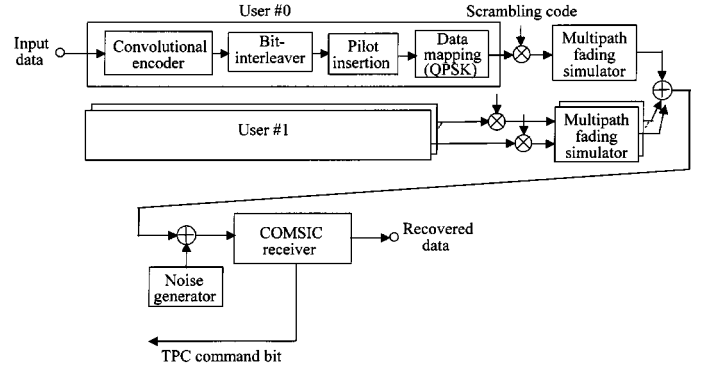 User #0
Scrambling code
Input
data
Convolutional
encoder
Bit-
interleaver
Pilot
insertion
Data
mapping
(QPSK)
Multipath
fading
simulator
User #1
Multipath
fading
simulator
COMSIC
receiver
Recovered
data
Noise
generator
TPC command bit